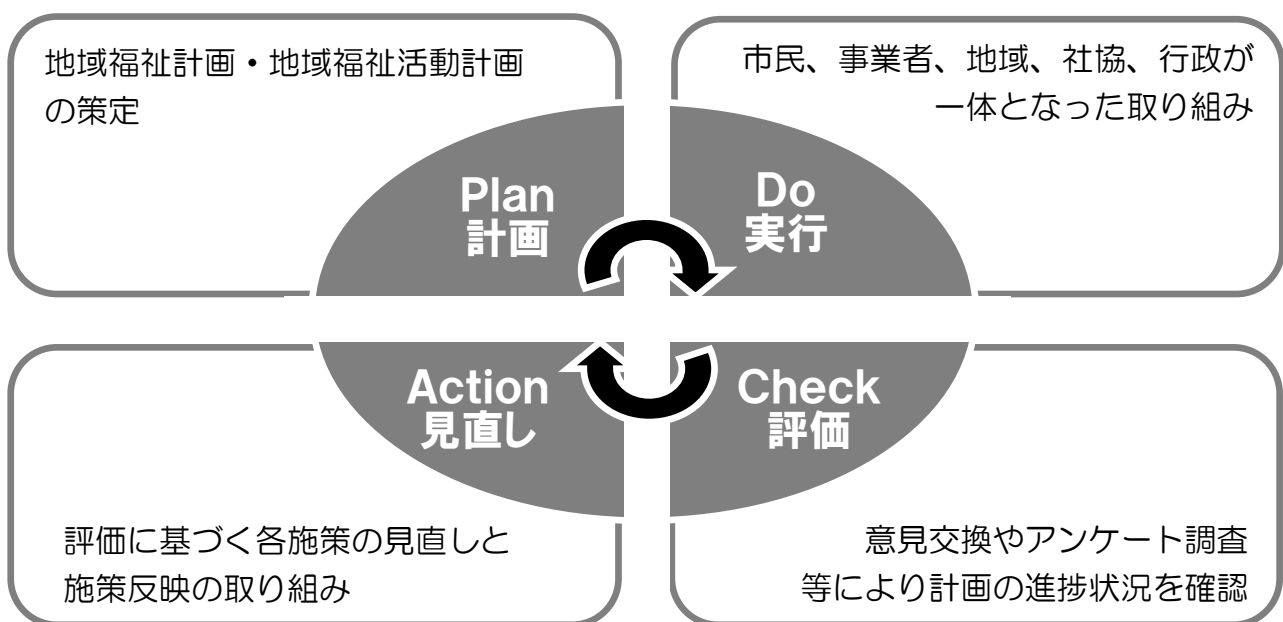 地域福祉計画・地域福祉活動計画
の策定
市民、事業者、地域、社協、行政が
一体となった取り組み
Plan
計画
Do
実行
Action
見直し
Check
評価
評価に基づく各施策の見直しと
施策反映の取り組み
意見交換やアンケート調査
等により計画の進捗状況を確認